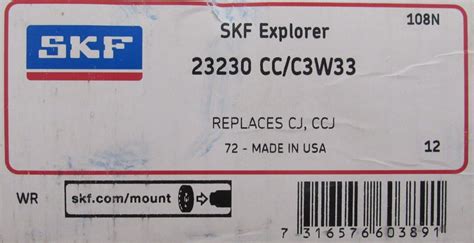 108N
SKF
SKF Explorer
23230 CC/C3W33
REPLACES CJ, CCJ
72 - MADE IN USA
12
WR
skf.com/mount
7 316576 603891